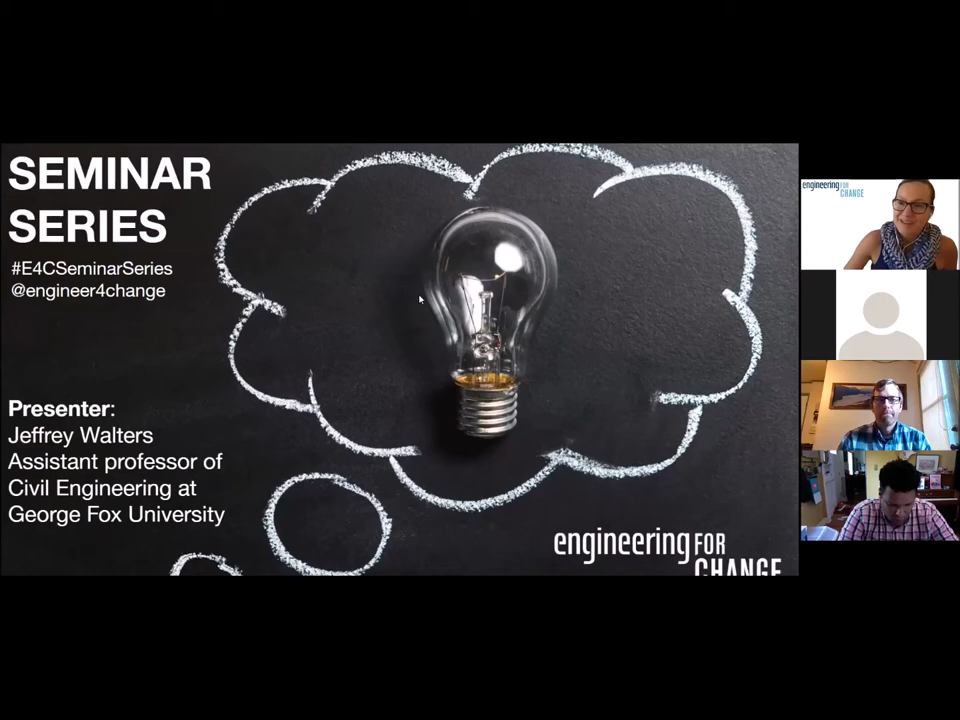 SEMINAR
SERIES
#E4CSeminarSeries
@engineer4change
Presenter:
Jeffrey Walters
Assistant professor of
Civil Engineering at
George Fox University
engineering FOR
CHANGE
engineering FOR
CHANGE